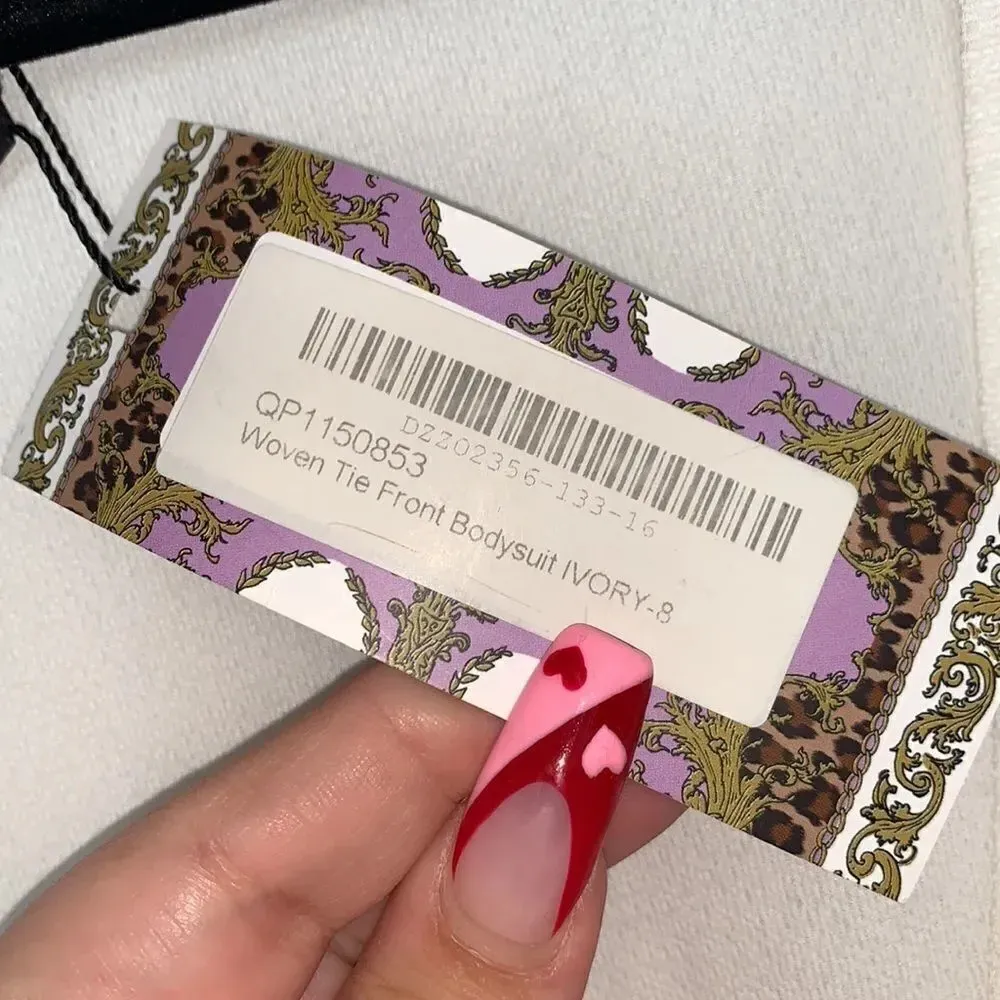 DZZ02356-133-16
QP1150853
Woven Tie Front Bodysuit IVORY-8